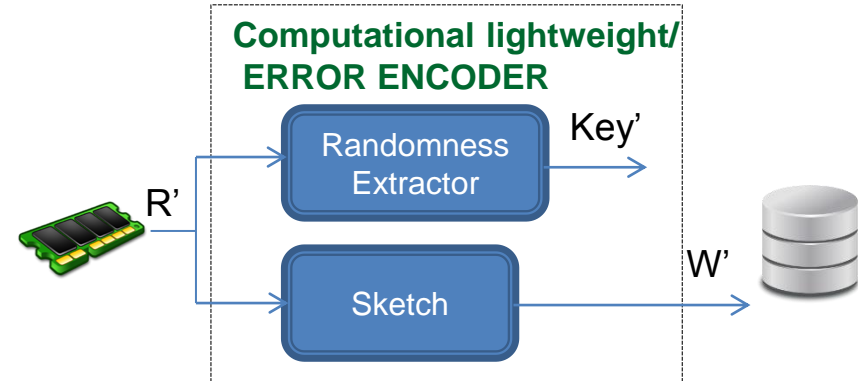 Computational lightweight/
ERROR ENCODER
Randomness
Extractor
Key’
R’
Sketch
W’